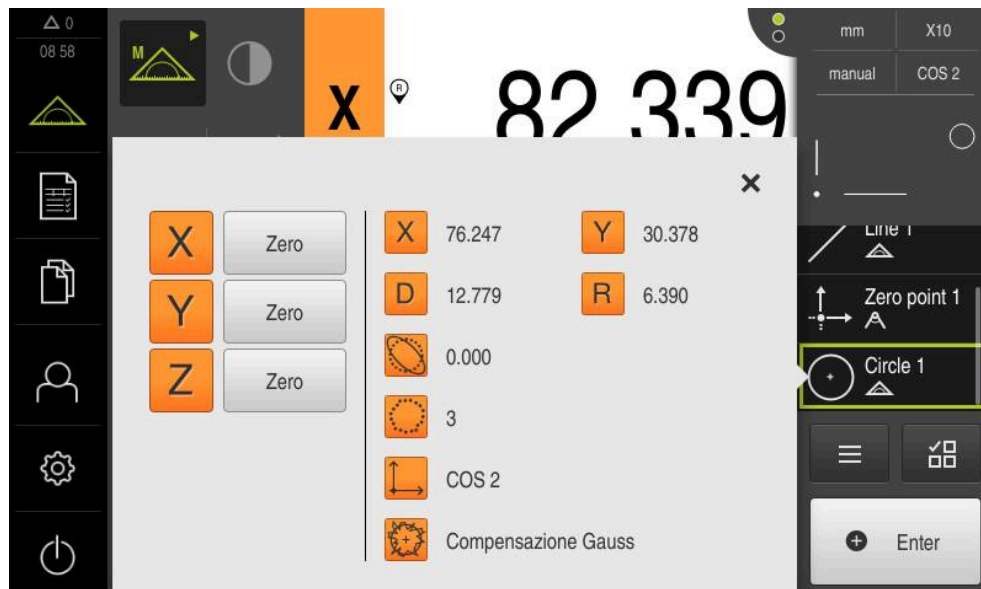 0
08 58
M
X
R
82.339
mm
X10
manual
COS 2
X
Zero
Y
Zero
Z
Zero
X
76.247
Y
30.378
D
12.779
R
6.390
0.000
3
COS 2
Compensazione Gauss
Line 1
Zero point 1
Circle 1
Enter